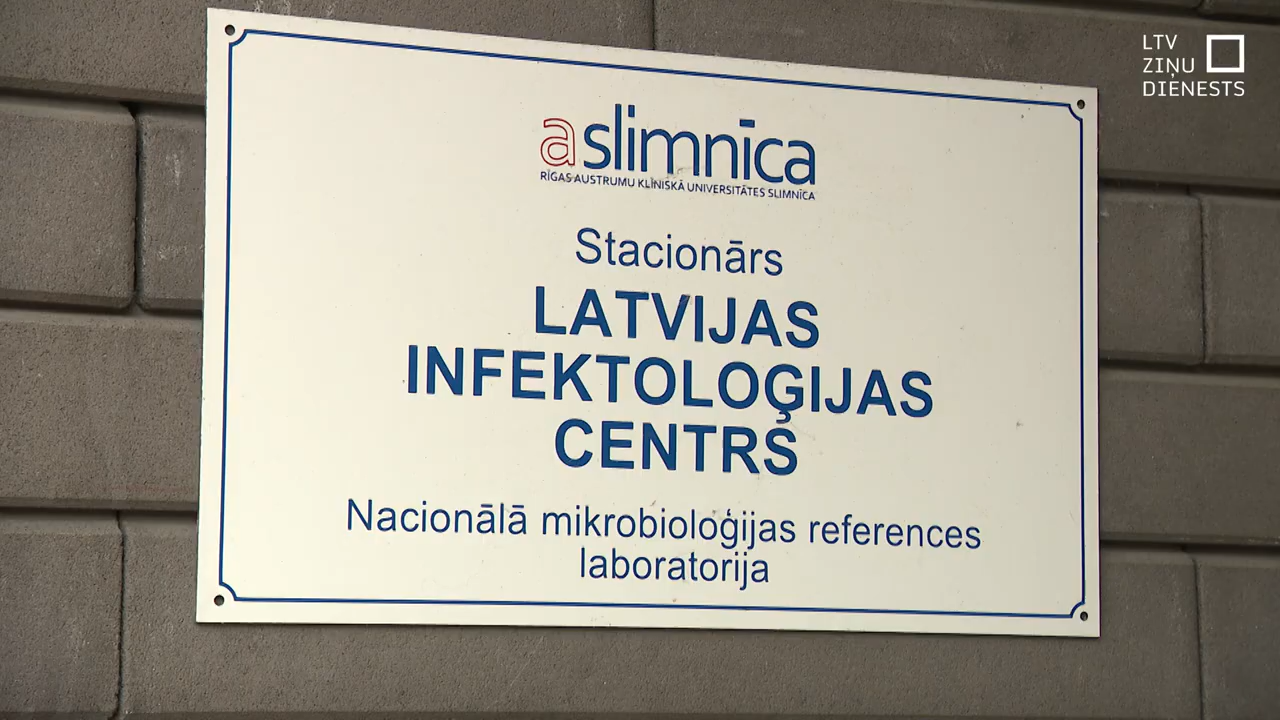 LTV
ZIŅU
DIENESTS
aslimnīca
RĪGAS AUSTRUMU KLĪNISKĀ UNIVERSITĀTES SLIMNĪCA
Stacionārs
LATVIJAS
INFEKTOLOĢIJAS
CENTRS
Nacionālā mikrobioloģijas references
laboratorija